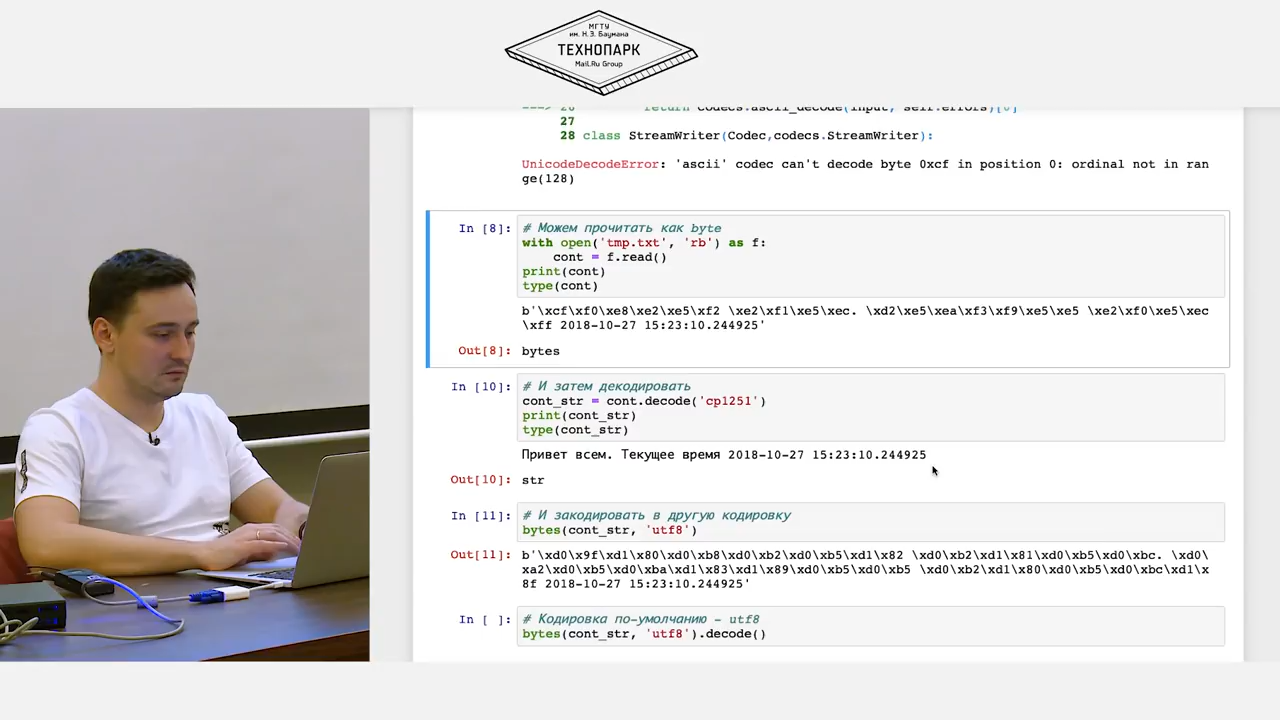 МГТУ
им. Н.Э. Баумана
ТЕХНОПАРК
Mail.Ru Group
return codecs.ascii_decode(input, self.errors)[0]
27
28 class StreamWriter(Codec,codecs.StreamWriter):
UnicodeDecodeError: 'ascii' codec can't decode byte 0xcf in position 0: ordinal not in ran
ge(128)
In [8]: # Можем прочитать как byte
with open('tmp.txt', 'rb') as f:
cont = f.read()
print(cont)
type(cont)
b'\xcf\xf0\xe8\xe2\xe5\xf2 \xe2\xf1\xe5\xec. \xd2\xe5\xea\xf3\xf9\xe5\xe5 \xe2\xf0\xe5\xec
\xff 2018-10-27 15:23:10.244925'
Out[8]: bytes
In [10]: # И затем декодировать
cont_str = cont.decode('cp1251')
print(cont_str)
type(cont_str)
Привет всем. Текущее время 2018-10-27 15:23:10.244925
Out[10]: str
In [11]: # И закодировать в другую кодировку
bytes(cont_str, 'utf8')
Out[11]: b'\xd0\x9f\xd1\x80\xd0\xb8\xd0\xb2\xd0\xb5\xd1\x82 \xd0\xb2\xd1\x81\xd0\xb5\xd0\xbc. \xd0\
xa2\xd0\xb5\xd0\xba\xd1\x83\xd1\x89\xd0\xb5\xd0\xb5 \xd0\xb2\xd1\x80\xd0\xb5\xd0\xbc\xd1\x
8f 2018-10-27 15:23:10.244925'
In [ ]: # Кодировка по-умолчанию - utf8
bytes(cont_str, 'utf8').decode()